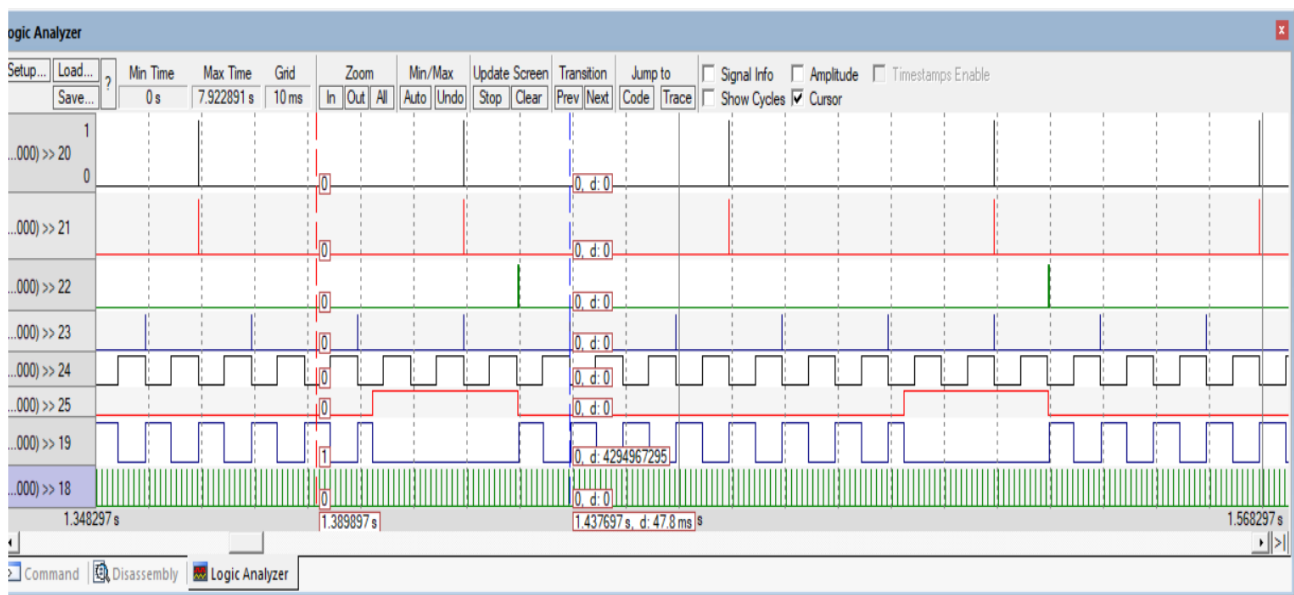 ogic Analyzer
Setup... Load... ? Min Time Max Time Grid Zoom Min/Max Update Screen Transition Jump to Signal Info Amplitude Timestamps Enable
Save... 0 s 7.922891 s 10 ms In Out All Auto Undo Stop Clear Prev Next Code Trace Show Cycles Cursor
1
...000) >> 20
0
0
0, d: 0
...000) >> 21
0
0, d: 0
...000) >> 22
0
0, d: 0
...000) >> 23
0
0, d: 0
...000) >> 24
0
0, d: 0
...000) >> 25
0
0, d: 0
...000) >> 19
1
0, d: 4294967295
...000) >> 18
0
0, d: 0
1.348297 s 1.389897 s 1.437697 s, d: 47.8 ms s 1.568297 s
Command Disassembly Logic Analyzer